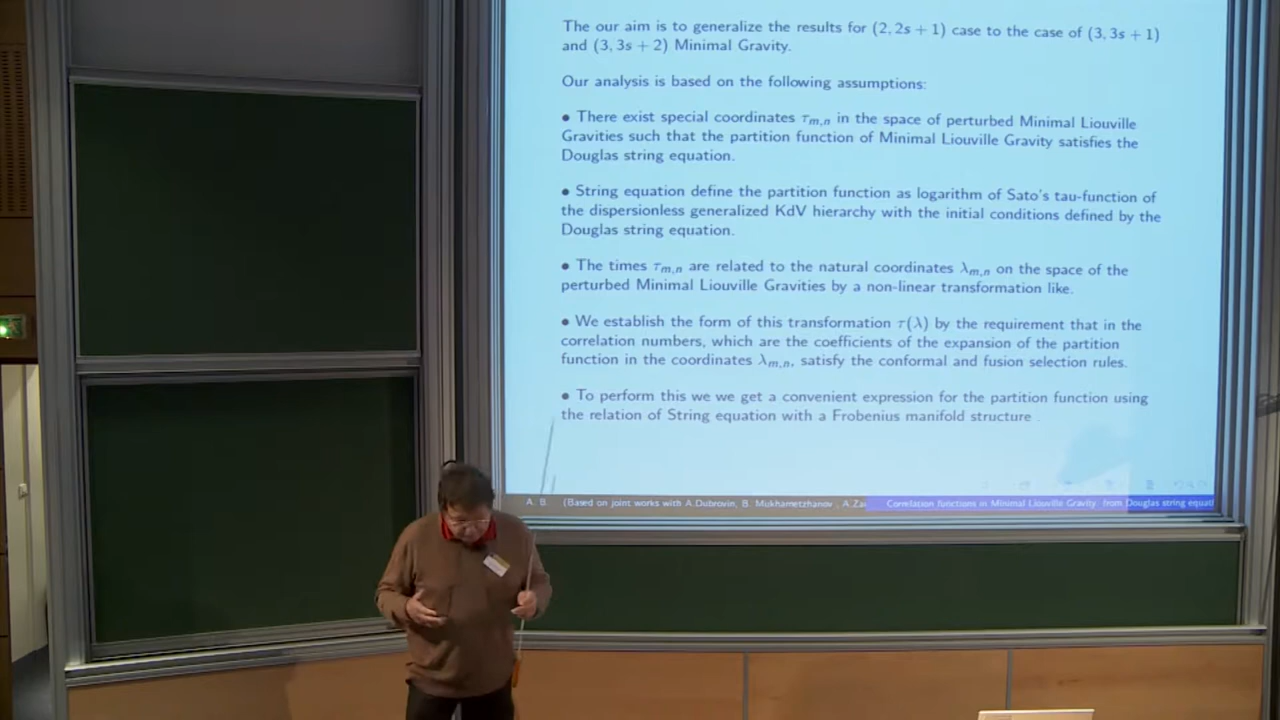 The our aim is to generalize the results for (2, 2s + 1) case to the case of (3, 3s + 1)
and (3, 3s + 2) Minimal Gravity.
Our analysis is based on the following assumptions:
• There exist special coordinates τm,n in the space of perturbed Minimal Liouville
Gravities such that the partition function of Minimal Liouville Gravity satisfies the
Douglas string equation.
• String equation define the partition function as logarithm of Sato's tau-function of
the dispersionless generalized KdV hierarchy with the initial conditions defined by the
Douglas string equation.
• The times τm,n are related to the natural coordinates λm,n on the space of the
perturbed Minimal Liouville Gravities by a non-linear transformation like.
• We establish the form of this transformation τ(λ) by the requirement that in the
correlation numbers, which are the coefficients of the expansion of the partition
function in the coordinates λm,n, satisfy the conformal and fusion selection rules.
• To perform this we we get a convenient expression for the partition function using
the relation of String equation with a Frobenius manifold structure .
A. B. (Based on joint works with A.Dubrovin, B. Mukhametzhanov , A.Za Correlation functions in Minimal Liouville Gravity from Douglas string equati